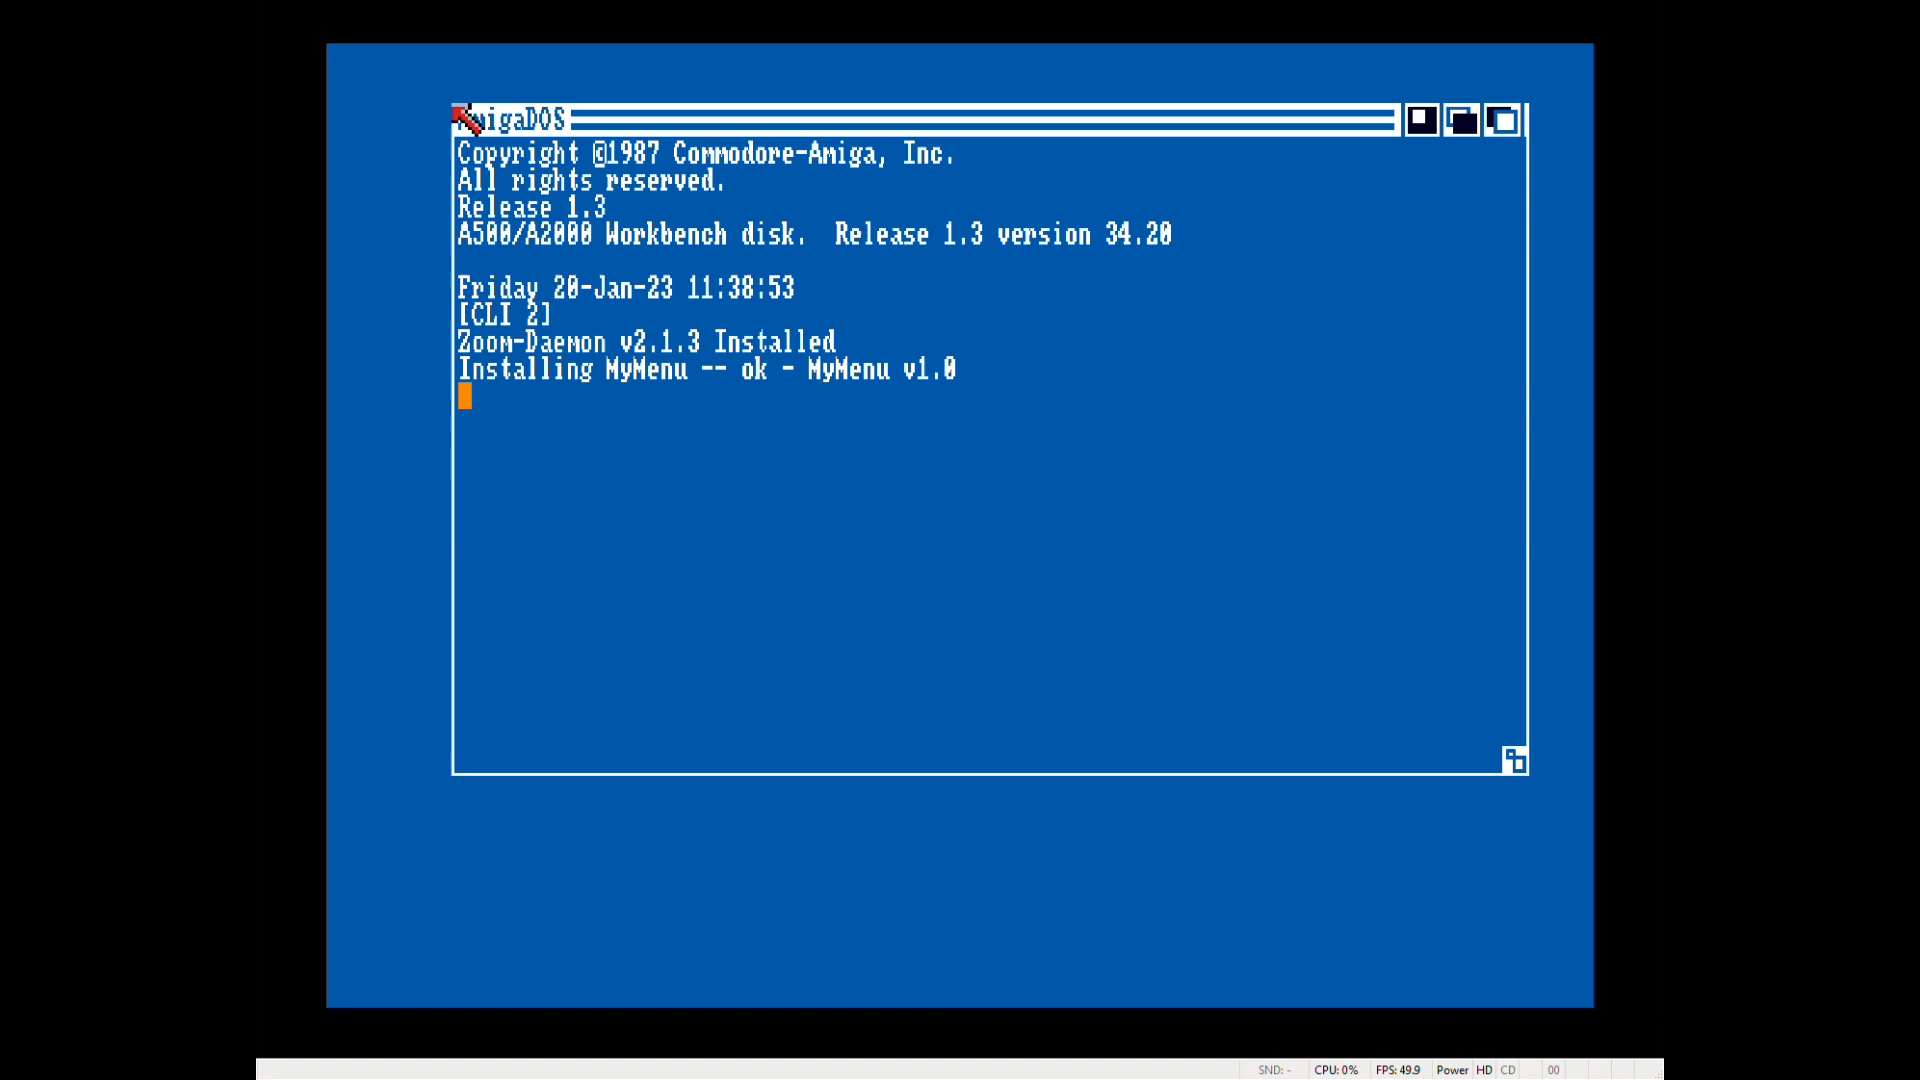 AmigaDOS
Copyright ©1987 Commodore-Amiga, Inc.
All rights reserved.
Release 1.3
A500/A2000 Workbench disk.  Release 1.3 version 34.20
Friday 20-Jan-23 11:38:53
[CLI 2]
Zoom-Daemon v2.1.3 Installed
Installing MyMenu -- ok - MyMenu v1.0
SND: - CPU: 0% FPS: 49.9 Power HD CD 00